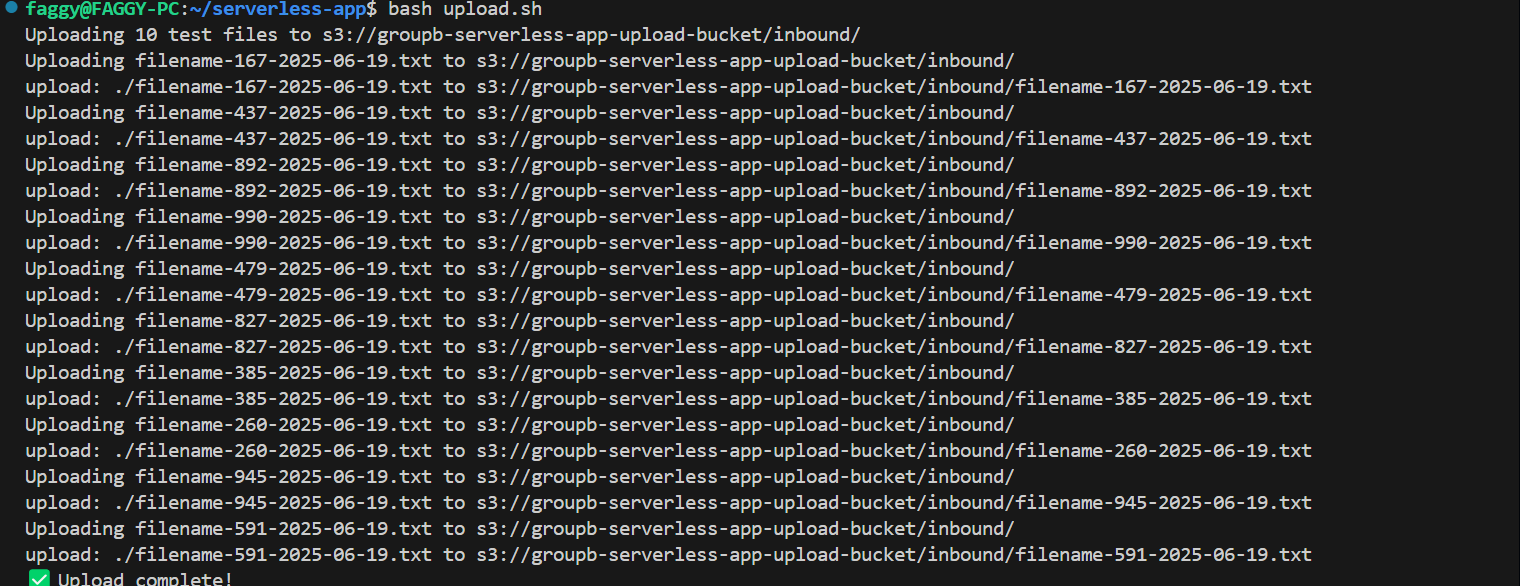 faggy@FAGGY-PC:~/serverless-app$ bash upload.sh
Uploading 10 test files to s3://groupb-serverless-app-upload-bucket/inbound/
Uploading filename-167-2025-06-19.txt to s3://groupb-serverless-app-upload-bucket/inbound/
upload: ./filename-167-2025-06-19.txt to s3://groupb-serverless-app-upload-bucket/inbound/filename-167-2025-06-19.txt
Uploading filename-437-2025-06-19.txt to s3://groupb-serverless-app-upload-bucket/inbound/
upload: ./filename-437-2025-06-19.txt to s3://groupb-serverless-app-upload-bucket/inbound/filename-437-2025-06-19.txt
Uploading filename-892-2025-06-19.txt to s3://groupb-serverless-app-upload-bucket/inbound/
upload: ./filename-892-2025-06-19.txt to s3://groupb-serverless-app-upload-bucket/inbound/filename-892-2025-06-19.txt
Uploading filename-990-2025-06-19.txt to s3://groupb-serverless-app-upload-bucket/inbound/
upload: ./filename-990-2025-06-19.txt to s3://groupb-serverless-app-upload-bucket/inbound/filename-990-2025-06-19.txt
Uploading filename-479-2025-06-19.txt to s3://groupb-serverless-app-upload-bucket/inbound/
upload: ./filename-479-2025-06-19.txt to s3://groupb-serverless-app-upload-bucket/inbound/filename-479-2025-06-19.txt
Uploading filename-827-2025-06-19.txt to s3://groupb-serverless-app-upload-bucket/inbound/
upload: ./filename-827-2025-06-19.txt to s3://groupb-serverless-app-upload-bucket/inbound/filename-827-2025-06-19.txt
Uploading filename-385-2025-06-19.txt to s3://groupb-serverless-app-upload-bucket/inbound/
upload: ./filename-385-2025-06-19.txt to s3://groupb-serverless-app-upload-bucket/inbound/filename-385-2025-06-19.txt
Uploading filename-260-2025-06-19.txt to s3://groupb-serverless-app-upload-bucket/inbound/
upload: ./filename-260-2025-06-19.txt to s3://groupb-serverless-app-upload-bucket/inbound/filename-260-2025-06-19.txt
Uploading filename-945-2025-06-19.txt to s3://groupb-serverless-app-upload-bucket/inbound/
upload: ./filename-945-2025-06-19.txt to s3://groupb-serverless-app-upload-bucket/inbound/filename-945-2025-06-19.txt
Uploading filename-591-2025-06-19.txt to s3://groupb-serverless-app-upload-bucket/inbound/
upload: ./filename-591-2025-06-19.txt to s3://groupb-serverless-app-upload-bucket/inbound/filename-591-2025-06-19.txt
✅ Upload complete!